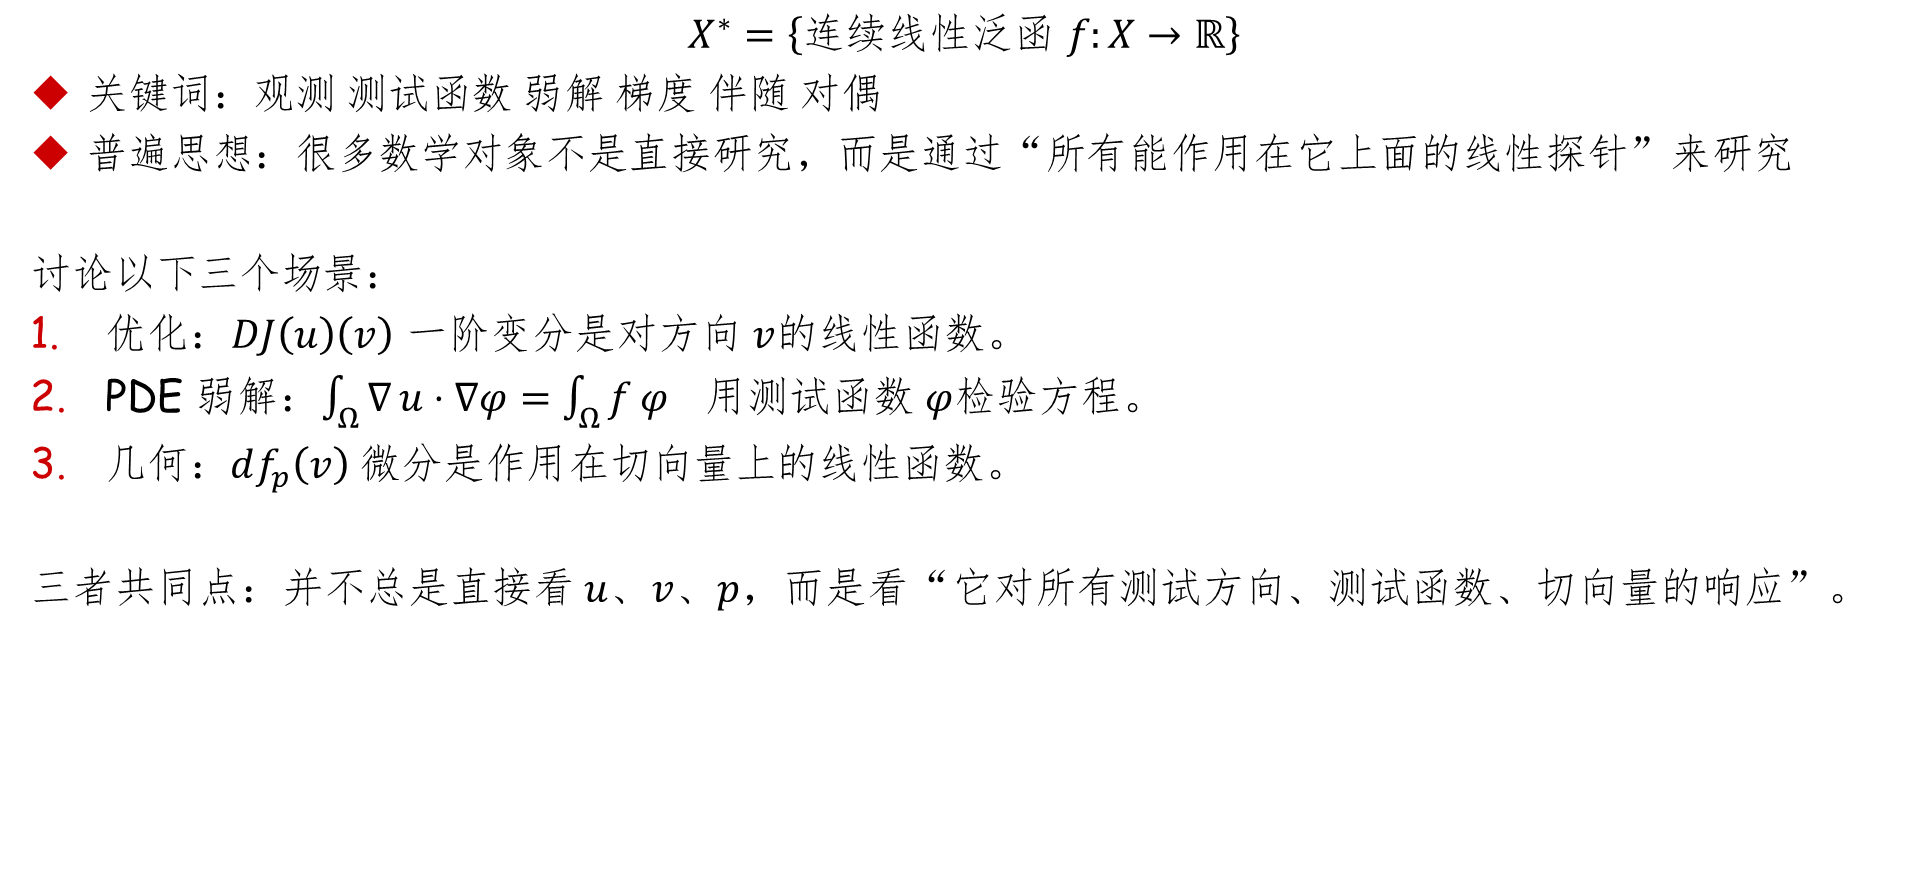 X* = {连续线性泛函 f: X → ℝ}
◆ 关键词：观测 测试函数 弱解 梯度 伴随 对偶
◆ 普遍思想：很多数学对象不是直接研究，而是通过“所有能作用在它上面的线性探针”来研究
讨论以下三个场景：
1. 优化：DJ(u)(v) 一阶变分是对方向 v的线性函数。
2. PDE 弱解：∫_Ω ∇u · ∇φ = ∫_Ω f φ 用测试函数 φ检验方程。
3. 几何：df_p(v) 微分是作用在切向量上的线性函数。
三者共同点：并不总是直接看 u、v、p，而是看“它对所有测试方向、测试函数、切向量的响应”。